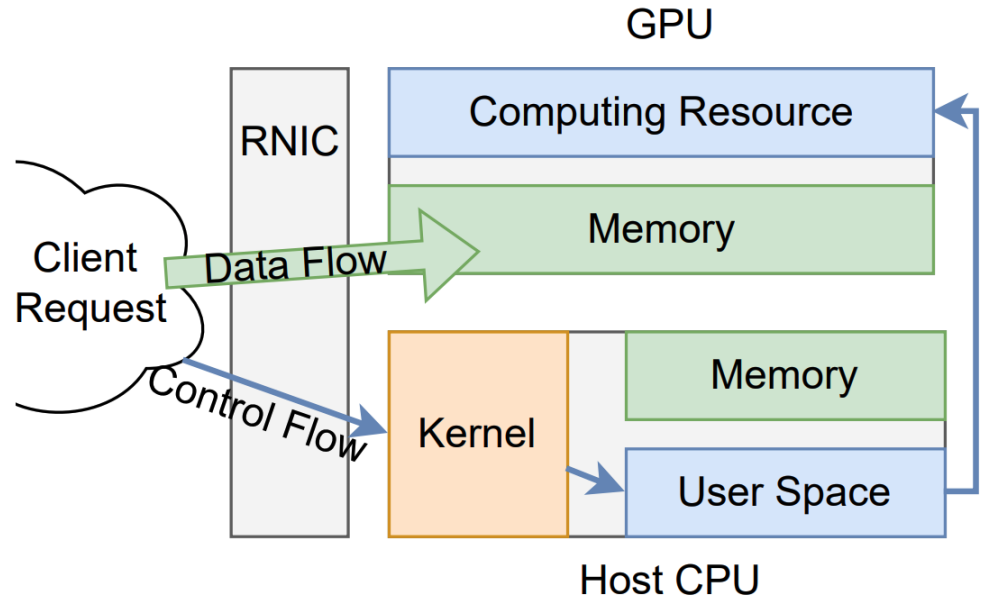 GPU
RNIC
Computing Resource
Memory
Client
Request
Data Flow
Control Flow
Kernel
Memory
User Space
Host CPU